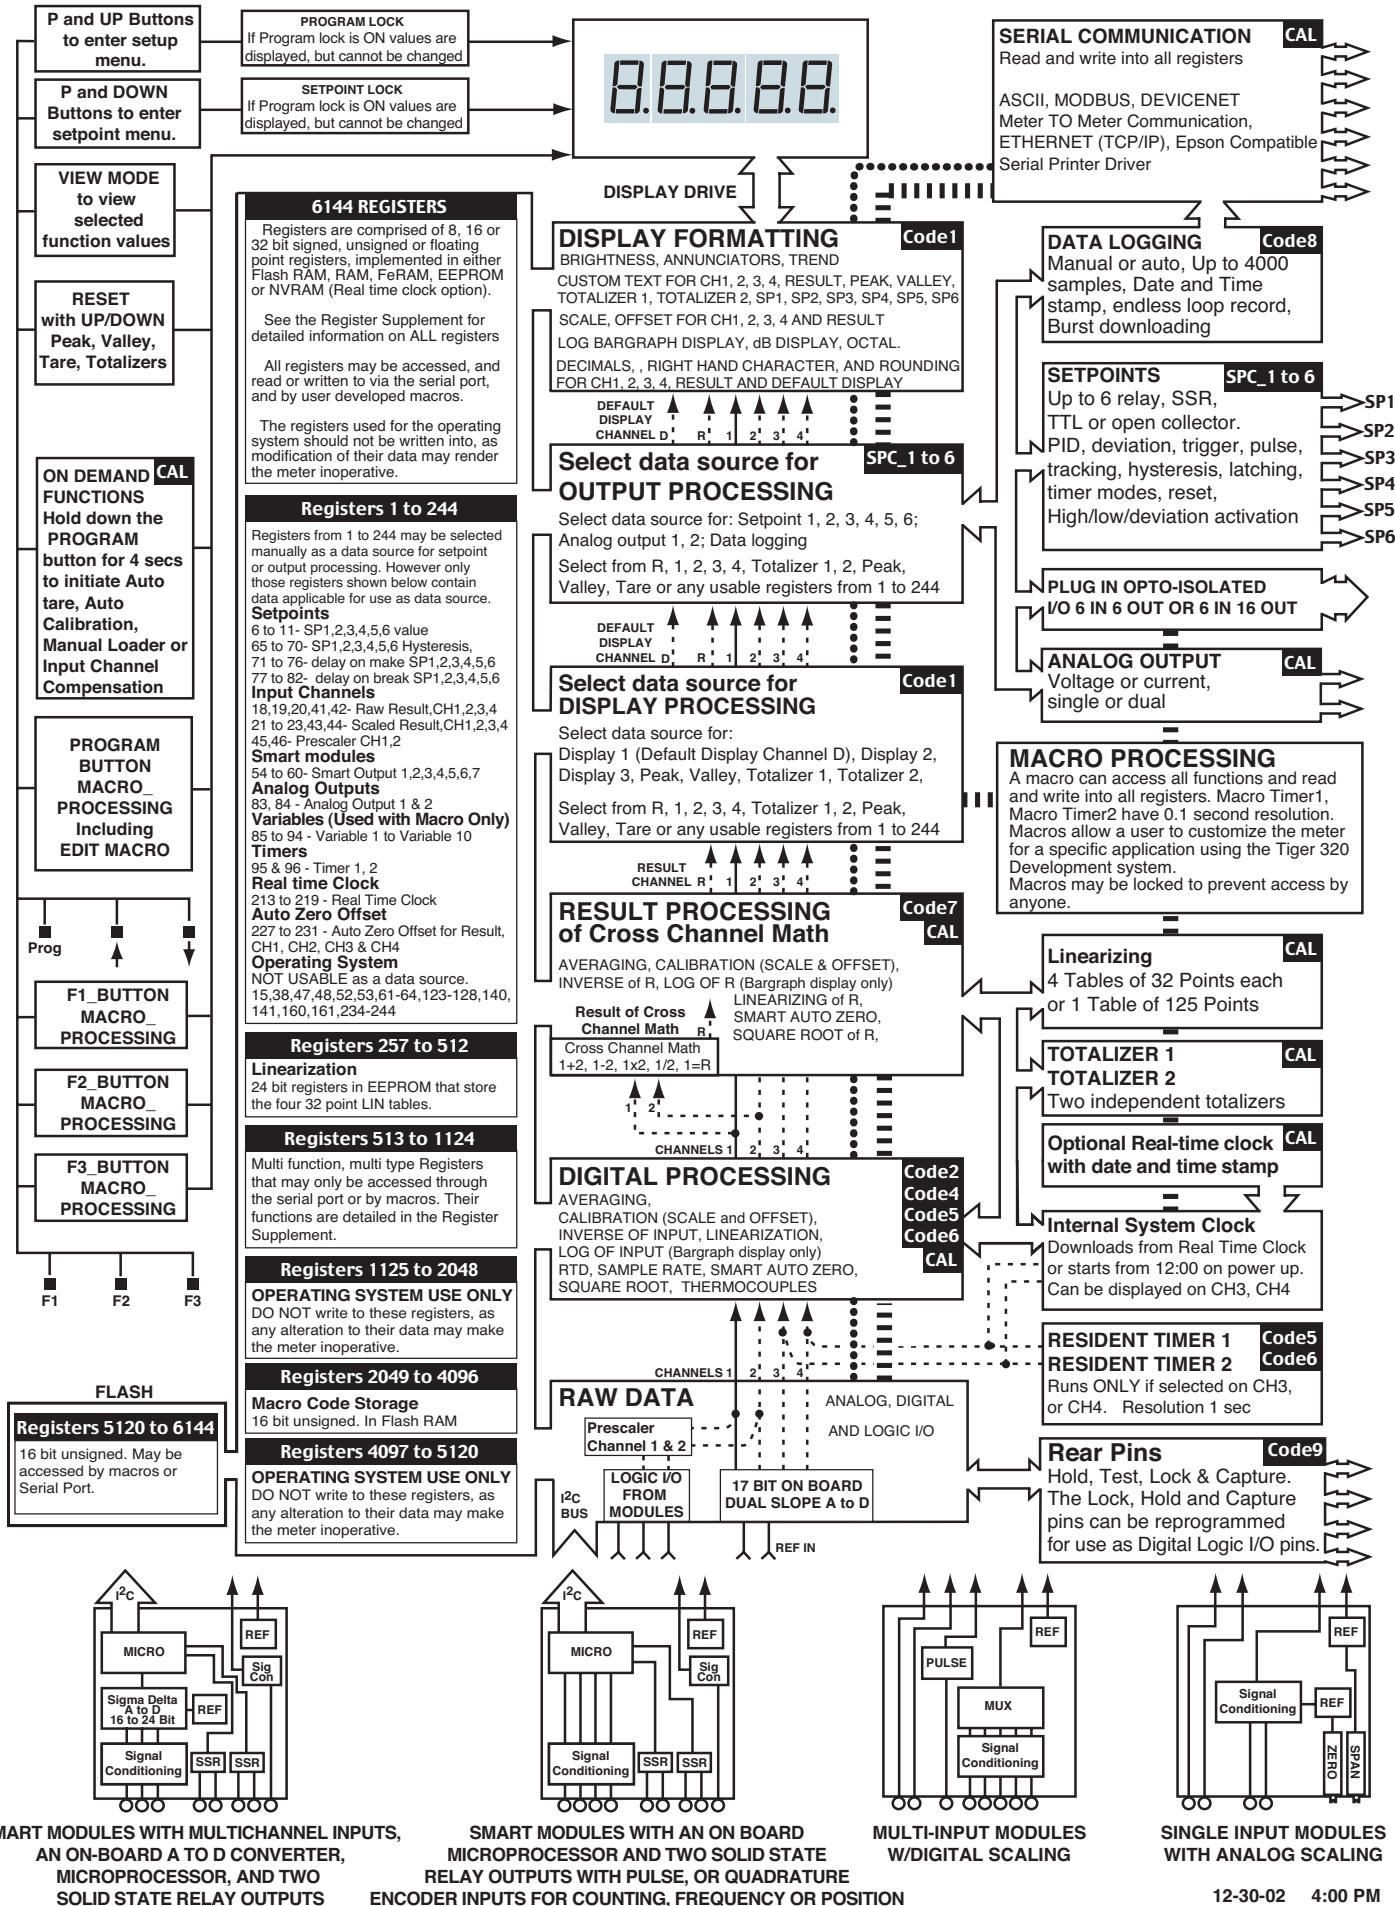 P and UP Buttons
to enter setup
menu.
PROGRAM LOCK
If Program lock is ON values are
displayed, but cannot be changed
P and DOWN
Buttons to enter
setpoint menu.
SETPOINT LOCK
If Program lock is ON values are
displayed, but cannot be changed
VIEW MODE
to view
selected
function values
RESET
with UP/DOWN
Peak, Valley,
Tare, Totalizers
ON DEMAND CAL
FUNCTIONS
Hold down the
PROGRAM
button for 4 secs
to initiate Auto
tare, Auto
Calibration,
Manual Loader or
Input Channel
Compensation
PROGRAM
BUTTON
MACRO_
PROCESSING
Including
EDIT MACRO
Prog
F1_BUTTON
MACRO_
PROCESSING
F2_BUTTON
MACRO_
PROCESSING
F3_BUTTON
MACRO_
PROCESSING
F1 F2 F3
FLASH
Registers 5120 to 6144
16 bit unsigned. May be
accessed by macros or
Serial Port.
6144 REGISTERS
Registers are comprised of 8, 16 or
32 bit signed, unsigned or floating
point registers, implemented in either
Flash RAM, RAM, FeRAM, EEPROM
or NVRAM (Real time clock option).
See the Register Supplement for
detailed information on ALL registers
All registers may be accessed, and
read or written to via the serial port,
and by user developed macros.
The registers used for the operating
system should not be written into, as
modification of their data may render
the meter inoperative.
Registers 1 to 244
Registers from 1 to 244 may be selected
manually as a data source for setpoint
or output processing. However only
those registers shown below contain
data applicable for use as data source.
Setpoints
6 to 11- SP1,2,3,4,5,6 value
65 to 70- SP1,2,3,4,5,6 Hysteresis,
71 to 76- delay on make SP1,2,3,4,5,6
77 to 82- delay on break SP1,2,3,4,5,6
Input Channels
18,19,20,41,42- Raw Result,CH1,2,3,4
21 to 23,43,44- Scaled Result,CH1,2,3,4
45,46- Prescaler CH1,2
Smart modules
54 to 60- Smart Output 1,2,3,4,5,6,7
Analog Outputs
83, 84 - Analog Output 1 & 2
Variables (Used with Macro Only)
85 to 94 - Variable 1 to Variable 10
Timers
95 & 96 - Timer 1, 2
Real time Clock
213 to 219 - Real Time Clock
Auto Zero Offset
227 to 231 - Auto Zero Offset for Result,
CH1, CH2, CH3 & CH4
Operating System
NOT USABLE as a data source.
15,38,47,48,52,53,61-64,123-128,140,
141,160,161,234-244
Registers 257 to 512
Linearization
24 bit registers in EEPROM that store
the four 32 point LIN tables.
Registers 513 to 1124
Multi function, multi type Registers
that may only be accessed through
the serial port or by macros. Their
functions are detailed in the Register
Supplement.
Registers 1125 to 2048
OPERATING SYSTEM USE ONLY
DO NOT write to these registers, as
any alteration to their data may make
the meter inoperative.
Registers 2049 to 4096
Macro Code Storage
16 bit unsigned. In Flash RAM
Registers 4097 to 5120
OPERATING SYSTEM USE ONLY
DO NOT write to these registers, as
any alteration to their data may make
the meter inoperative.
8.8.8.8.8.
DISPLAY DRIVE
DISPLAY FORMATTING Code1
BRIGHTNESS, ANNUNCIATORS, TREND
CUSTOM TEXT FOR CH1, 2, 3, 4, RESULT, PEAK, VALLEY,
TOTALIZER 1, TOTALIZER 2, SP1, SP2, SP3, SP4, SP5, SP6
SCALE, OFFSET FOR CH1, 2, 3, 4 AND RESULT
LOG BARGRAPH DISPLAY, dB DISPLAY, OCTAL.
DECIMALS, , RIGHT HAND CHARACTER, AND ROUNDING
FOR CH1, 2, 3, 4, RESULT AND DEFAULT DISPLAY
DEFAULT
DISPLAY
CHANNEL D R 1 2 3 4
Select data source for SPC_1 to 6
OUTPUT PROCESSING
Select data source for: Setpoint 1, 2, 3, 4, 5, 6;
Analog output 1, 2; Data logging
Select from R, 1, 2, 3, 4, Totalizer 1, 2, Peak,
Valley, Tare or any usable registers from 1 to 244
DEFAULT
DISPLAY
CHANNEL D R 1 2 3 4
Select data source for Code1
DISPLAY PROCESSING
Select data source for:
Display 1 (Default Display Channel D), Display 2,
Display 3, Peak, Valley, Totalizer 1, Totalizer 2,
Select from R, 1, 2, 3, 4, Totalizer 1, 2, Peak,
Valley, Tare or any usable registers from 1 to 244
RESULT
CHANNEL R 1 2 3 4
RESULT PROCESSING Code7
of Cross Channel Math CAL
AVERAGING, CALIBRATION (SCALE & OFFSET),
INVERSE of R, LOG OF R (Bargraph display only)
LINEARIZING of R,
SMART AUTO ZERO,
SQUARE ROOT of R,
Result of Cross
Channel Math R
Cross Channel Math
1+2, 1-2, 1x2, 1/2, 1=R
1 2
CHANNELS 1 2 3 4
DIGITAL PROCESSING Code2
Code4
Code5
Code6
CAL
AVERAGING,
CALIBRATION (SCALE and OFFSET),
INVERSE OF INPUT, LINEARIZATION,
LOG OF INPUT (Bargraph display only)
RTD, SAMPLE RATE, SMART AUTO ZERO,
SQUARE ROOT, THERMOCOUPLES
CHANNELS 1 2 3 4
RAW DATA
ANALOG, DIGITAL
AND LOGIC I/O
Prescaler
Channel 1 & 2
LOGIC I/O
FROM
MODULES
17 BIT ON BOARD
DUAL SLOPE A to D
I2C
BUS
REF IN
SERIAL COMMUNICATION CAL
Read and write into all registers
ASCII, MODBUS, DEVICENET
Meter TO Meter Communication,
ETHERNET (TCP/IP), Epson Compatible
Serial Printer Driver
DATA LOGGING Code8
Manual or auto, Up to 4000
samples, Date and Time
stamp, endless loop record,
Burst downloading
SETPOINTS SPC_1 to 6
Up to 6 relay, SSR,
TTL or open collector.
PID, deviation, trigger, pulse,
tracking, hysteresis, latching,
timer modes, reset,
High/low/deviation activation
SP1
SP2
SP3
SP4
SP5
SP6
PLUG IN OPTO-ISOLATED
I/O 6 IN 6 OUT OR 6 IN 16 OUT
ANALOG OUTPUT CAL
Voltage or current,
single or dual
MACRO PROCESSING
A macro can access all functions and read
and write into all registers. Macro Timer1,
Macro Timer2 have 0.1 second resolution.
Macros allow a user to customize the meter
for a specific application using the Tiger 320
Development system.
Macros may be locked to prevent access by
anyone.
Linearizing CAL
4 Tables of 32 Points each
or 1 Table of 125 Points
TOTALIZER 1 CAL
TOTALIZER 2
Two independent totalizers
Optional Real-time clock CAL
with date and time stamp
Internal System Clock
Downloads from Real Time Clock
or starts from 12:00 on power up.
Can be displayed on CH3, CH4
RESIDENT TIMER 1 Code5
RESIDENT TIMER 2 Code6
Runs ONLY if selected on CH3,
or CH4. Resolution 1 sec
Rear Pins Code9
Hold, Test, Lock & Capture.
The Lock, Hold and Capture
pins can be reprogrammed
for use as Digital Logic I/O pins.
I2C
MICRO
REF
Sig
Con
Sigma Delta
A to D
16 to 24 Bit
REF
Signal
Conditioning
SSR SSR
MART MODULES WITH MULTICHANNEL INPUTS,
AN ON-BOARD A TO D CONVERTER,
MICROPROCESSOR, AND TWO
SOLID STATE RELAY OUTPUTS
I2C
MICRO
REF
Sig
Con
Signal
Conditioning
SSR SSR
SMART MODULES WITH AN ON BOARD
MICROPROCESSOR AND TWO SOLID STATE
RELAY OUTPUTS WITH PULSE, OR QUADRATURE
ENCODER INPUTS FOR COUNTING, FREQUENCY OR POSITION
REF
PULSE
MUX
Signal
Conditioning
MULTI-INPUT MODULES
W/DIGITAL SCALING
REF
Signal
Conditioning
REF
ZERO
SPAN
SINGLE INPUT MODULES
WITH ANALOG SCALING
12-30-02 4:00 PM